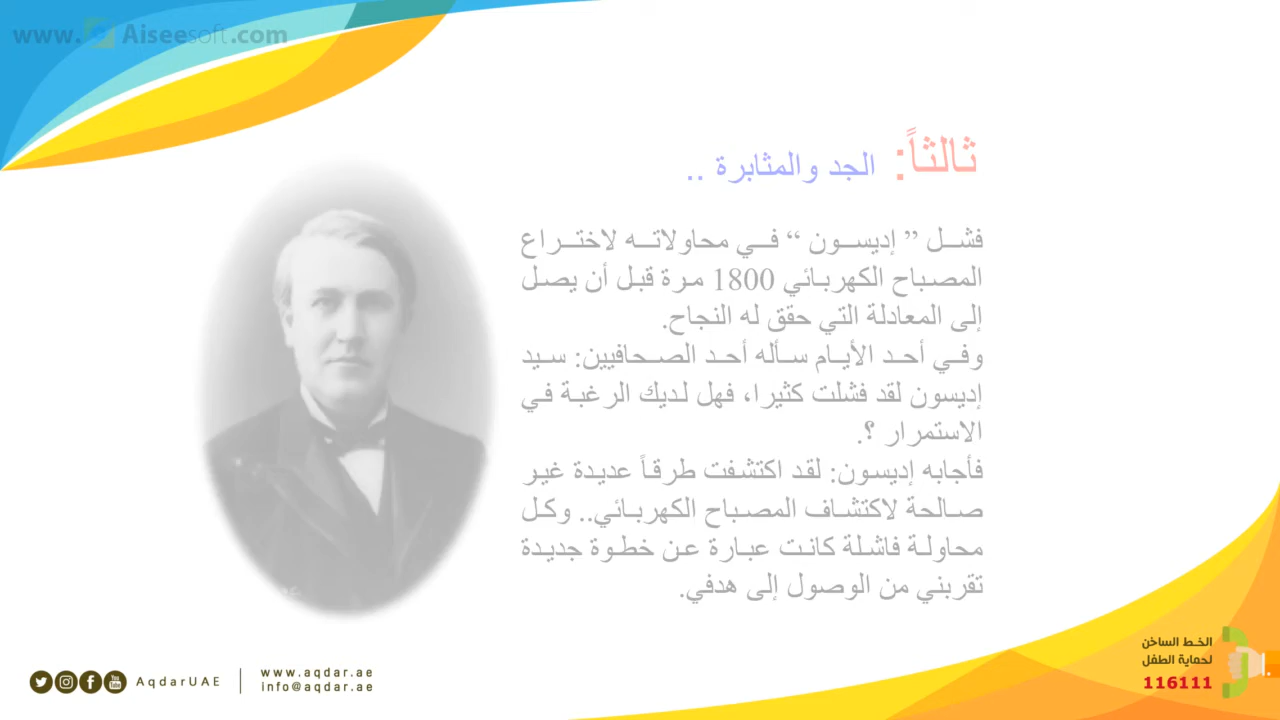 www.Aiseesoft.com
ثالثاً: الجد والمثابرة ..
فشل ” إديسون “ في محاولاته لاختراع
المصباح الكهربائي 1800 مرة قبل أن يصل
إلى المعادلة التي حقق له النجاح.
وفي أحد الأيام سأله أحد الصحافيين: سيد
إديسون لقد فشلت كثيرا، فهل لديك الرغبة في
الاستمرار ؟.
فأجابه إديسون: لقد اكتشفت طرقاً عديدة غير
صالحة لاكتشاف المصباح الكهربائي.. وكل
محاولة فاشلة كانت عبارة عن خطوة جديدة
تقربني من الوصول إلى هدفي.
الخط الساخن
لحماية الطفل
116111
AqdarUAE
www.aqdar.ae
info@aqdar.ae